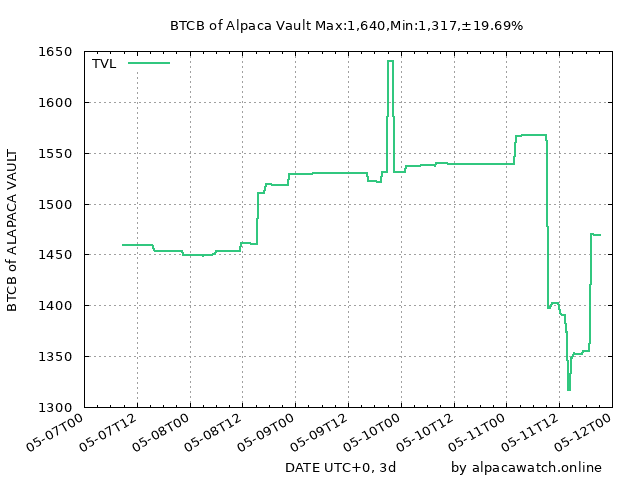 BTCB of Alpaca Vault Max:1,640,Min:1,317,±19.69%
TVL
BTCB of ALAPACA VAULT
1650
1600
1550
1500
1450
1400
1350
1300
05-07T00
05-07T12
05-08T00
05-08T12
05-09T00
05-09T12
05-10T00
05-10T12
05-11T00
05-11T12
05-12T00
DATE UTC+0, 3d
by alpacawatch.online